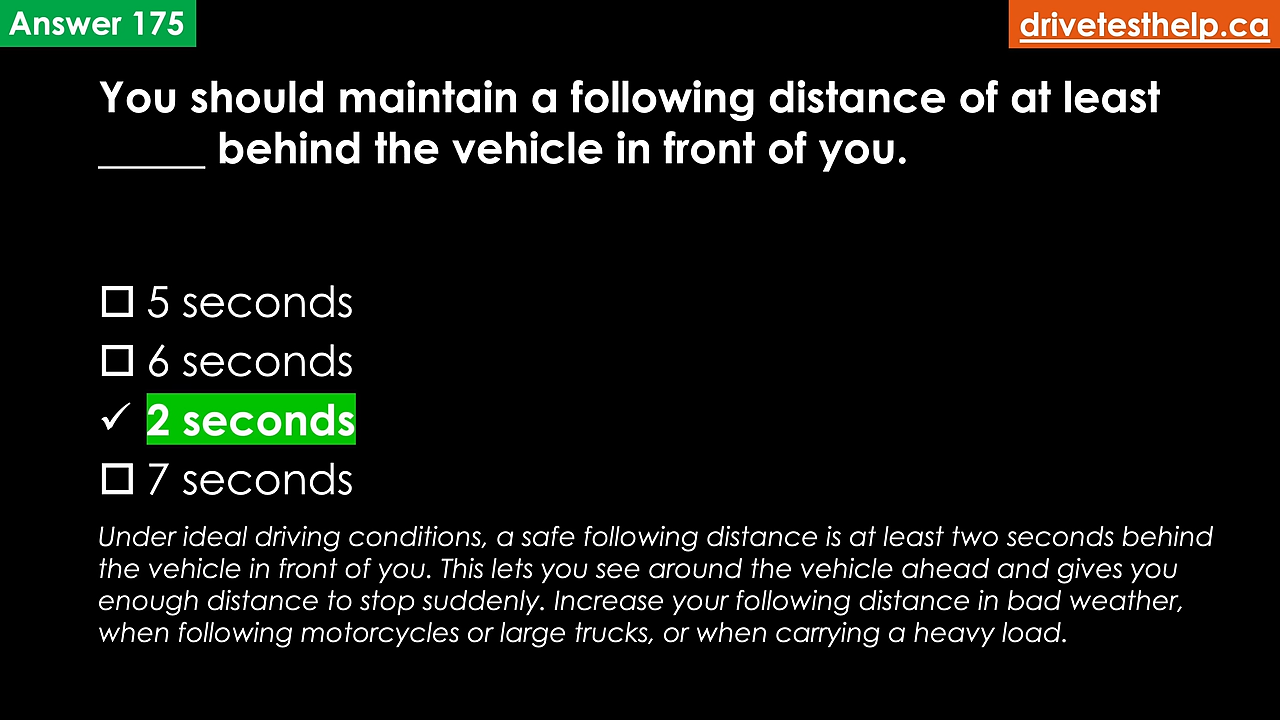 Answer 175
drivetesthelp.ca
You should maintain a following distance of at least
_____ behind the vehicle in front of you.
5 seconds
6 seconds
2 seconds
7 seconds
Under ideal driving conditions, a safe following distance is at least two seconds behind
the vehicle in front of you. This lets you see around the vehicle ahead and gives you
enough distance to stop suddenly. Increase your following distance in bad weather,
when following motorcycles or large trucks, or when carrying a heavy load.